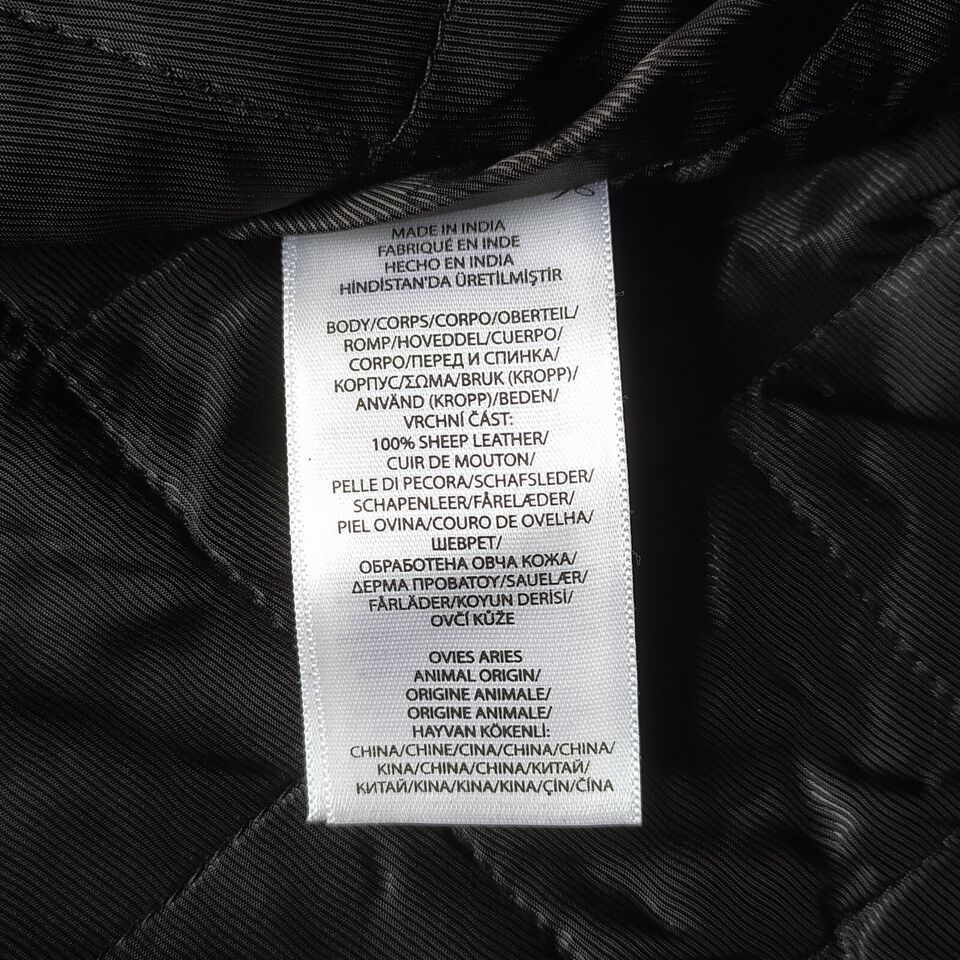 MADE IN INDIA
FABRIQUÉ EN INDE
HECHO EN INDIA
HİNDİSTAN'DA ÜRETİLMİŞTİR
BODY/CORPS/CORPO/OBERTEIL/
ROMP/HOVEDDEL/CUERPO/
CORPO/ПЕРЕД И СПИНКА/
КОРПУС/ΣΩΜΑ/BRUK (KROPP)/
ANVÄND (KROPP)/BEDEN/
VRCHNÍ ČÁST:
100% SHEEP LEATHER/
CUIR DE MOUTON/
PELLE DI PECORA/SCHAFSLEDER/
SCHAPENLEER/FÅRELÆDER/
PIEL OVINA/COURO DE OVELHA/
ШЕВРЕТ/
ОБРАБОТЕНА ОВЧА КОЖА/
ΔΕΡΜΑ ΠΡΟΒΑΤΟΥ/SAUELÆR/
FÅRLÄDER/KOYUN DERİSİ/
OVČÍ KŮŽE
OVIES ARIES
ANIMAL ORIGIN/
ORIGINE ANIMALE/
ORIGINE ANIMALE/
HAYVAN KÖKENLİ:
CHINA/CHINE/CINA/CHINA/CHINA/
KINA/CHINA/CHINA/КИТАЙ/
КИТАЙ/KINA/KINA/KINA/ÇİN/ČÍNA